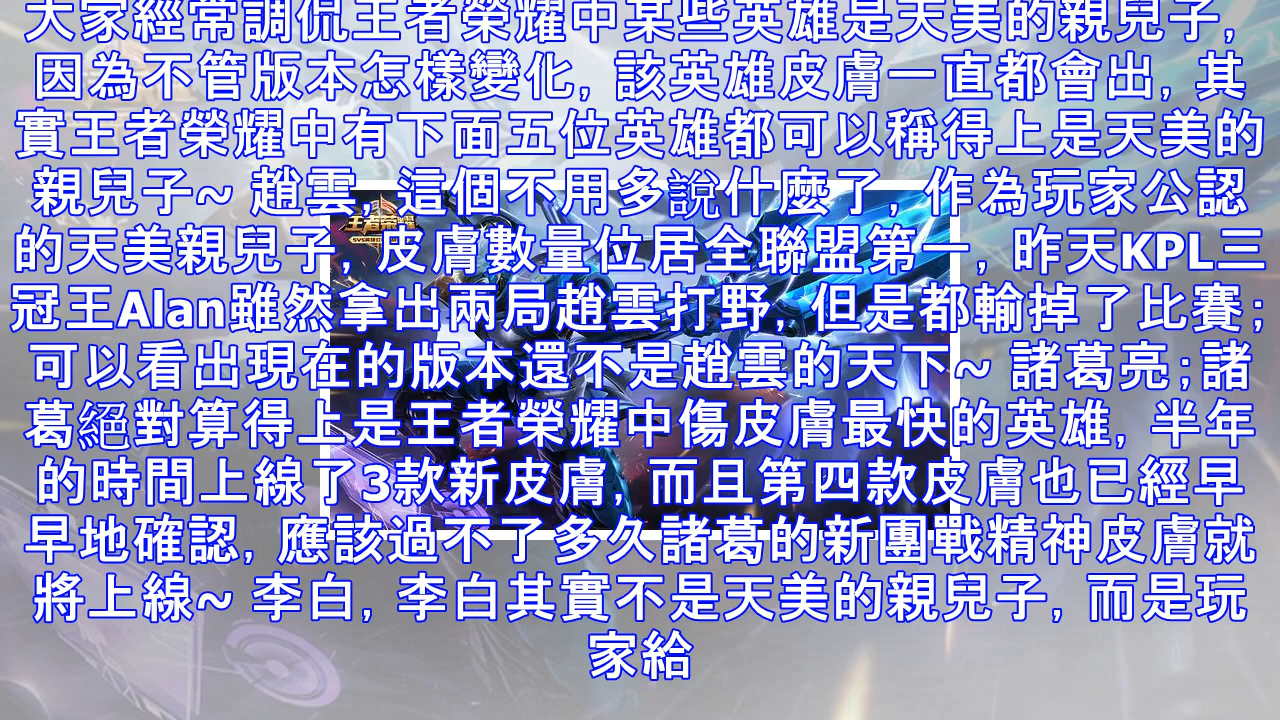 大家經常調侃王者榮耀中某些英雄是天美的親兒子,
因為不管版本怎樣變化, 該英雄皮膚一直都會出, 其
實王者榮耀中有下面五位英雄都可以稱得上是天美的
親兒子~ 趙雲, 這個不用多說什麼了, 作為玩家公認
的天美親兒子, 皮膚數量位居全聯盟第一, 昨天KPL三
冠王Alan雖然拿出兩局趙雲打野, 但是都輸掉了比賽;
可以看出現在的版本還不是趙雲的天下~ 諸葛亮;諸
葛絕對算得上是王者榮耀中傷皮膚最快的英雄, 半年
的時間上線了3款新皮膚, 而且第四款皮膚也已經早
早地確認, 應該過不了多久諸葛的新團戰精神皮膚就
將上線~ 李白, 李白其實不是天美的親兒子, 而是玩
家給
王者荣耀